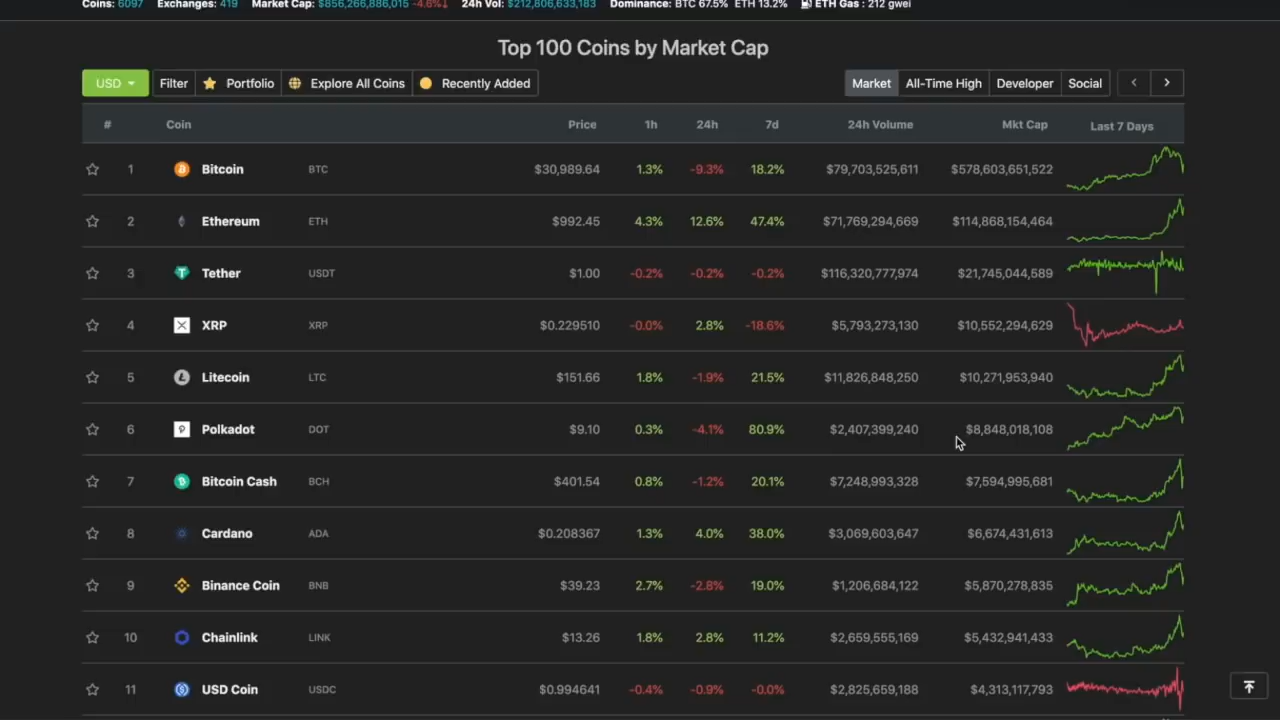 Coins: 6097 Exchanges: 419 Market Cap: $856,266,886,015 -4.6% 24h Vol: $212,806,633,183 Dominance: BTC 67.5% ETH 13.2% ETH Gas : 212 gwei
Top 100 Coins by Market Cap
USD Filter Portfolio Explore All Coins Recently Added Market All-Time High Developer Social
# Coin Price 1h 24h 7d 24h Volume Mkt Cap Last 7 Days
1 Bitcoin BTC $30,989.64 1.3% -9.3% 18.2% $79,703,525,611 $578,603,651,522
2 Ethereum ETH $992.45 4.3% 12.6% 47.4% $71,769,294,669 $114,868,154,464
3 Tether USDT $1.00 -0.2% -0.2% -0.2% $116,320,777,974 $21,745,044,589
4 XRP XRP $0.229510 -0.0% 2.8% -18.6% $5,793,273,130 $10,552,294,629
5 Litecoin LTC $151.66 1.8% -1.9% 21.5% $11,826,848,250 $10,271,953,940
6 Polkadot DOT $9.10 0.3% -4.1% 80.9% $2,407,399,240 $8,848,018,108
7 Bitcoin Cash BCH $401.54 0.8% -1.2% 20.1% $7,248,993,328 $7,594,995,681
8 Cardano ADA $0.208367 1.3% 4.0% 38.0% $3,069,603,647 $6,674,431,613
9 Binance Coin BNB $39.23 2.7% -2.8% 19.0% $1,206,684,122 $5,870,278,835
10 Chainlink LINK $13.26 1.8% 2.8% 11.2% $2,659,555,169 $5,432,941,433
11 USD Coin USDC $0.994641 -0.4% -0.9% -0.0% $2,825,659,188 $4,313,117,793